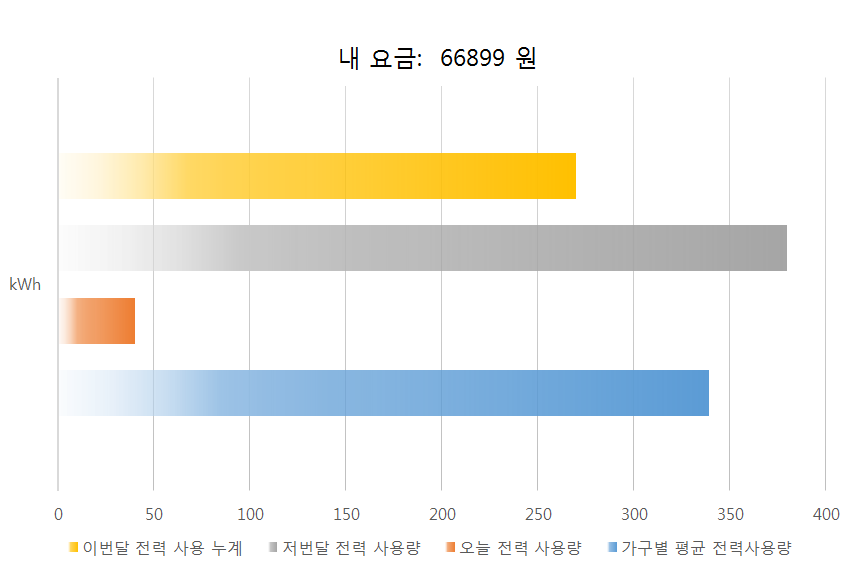 내 요금: 66899 원
kWh
0 50 100 150 200 250 300 350 400
이번달 전력 사용 누계 저번달 전력 사용량 오늘 전력 사용량 가구별 평균 전력사용량